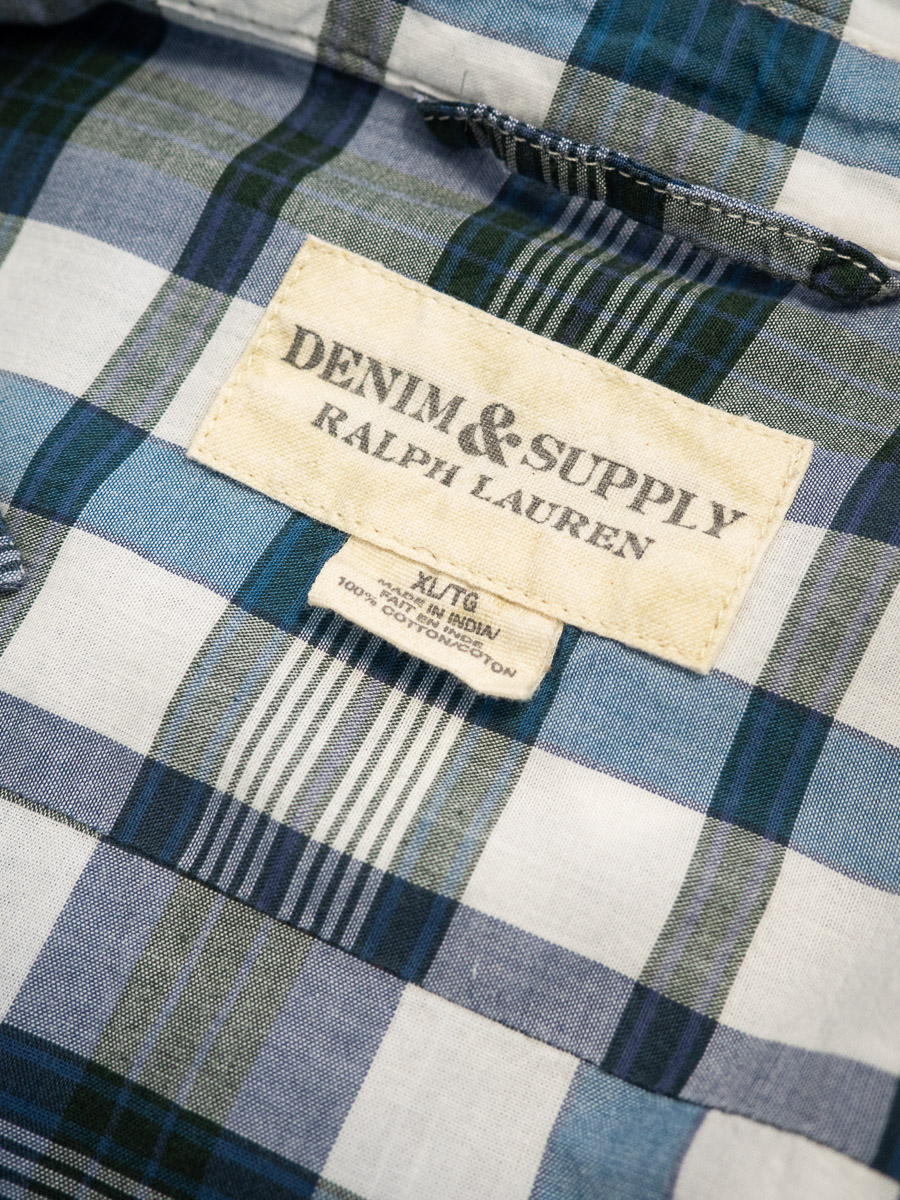 DENIM & SUPPLY
RALPH LAUREN
XL/TG
MADE IN INDIA/
FAIT EN INDE
100% COTTON/COTON